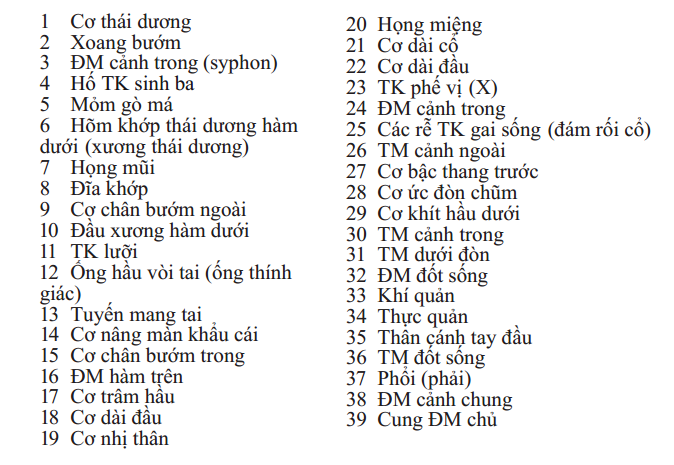 1 Cơ thái dương
2 Xoang bướm
3 ĐM cảnh trong (syphon)
4 Hố TK sinh ba
5 Mỏm gò má
6 Hõm khớp thái dương hàm
dưới (xương thái dương)
7 Họng mũi
8 Đĩa khớp
9 Cơ chân bướm ngoài
10 Đầu xương hàm dưới
11 TK lưỡi
12 Ống hầu vòi tai (ống thính
giác)
13 Tuyến mang tai
14 Cơ nâng màn khẩu cái
15 Cơ chân bướm trong
16 ĐM hàm trên
17 Cơ trâm hầu
18 Cơ dài đầu
19 Cơ nhị thân
20 Họng miệng
21 Cơ dài cổ
22 Cơ dài đầu
23 TK phế vị (X)
24 ĐM cảnh trong
25 Các rễ TK gai sống (đám rối cổ)
26 TM cảnh ngoài
27 Cơ bậc thang trước
28 Cơ ức đòn chũm
29 Cơ khít hầu dưới
30 TM cảnh trong
31 TM dưới đòn
32 ĐM đốt sống
33 Khí quản
34 Thực quản
35 Thân cánh tay đầu
36 TM đốt sống
37 Phổi (phải)
38 ĐM cảnh chung
39 Cung ĐM chủ